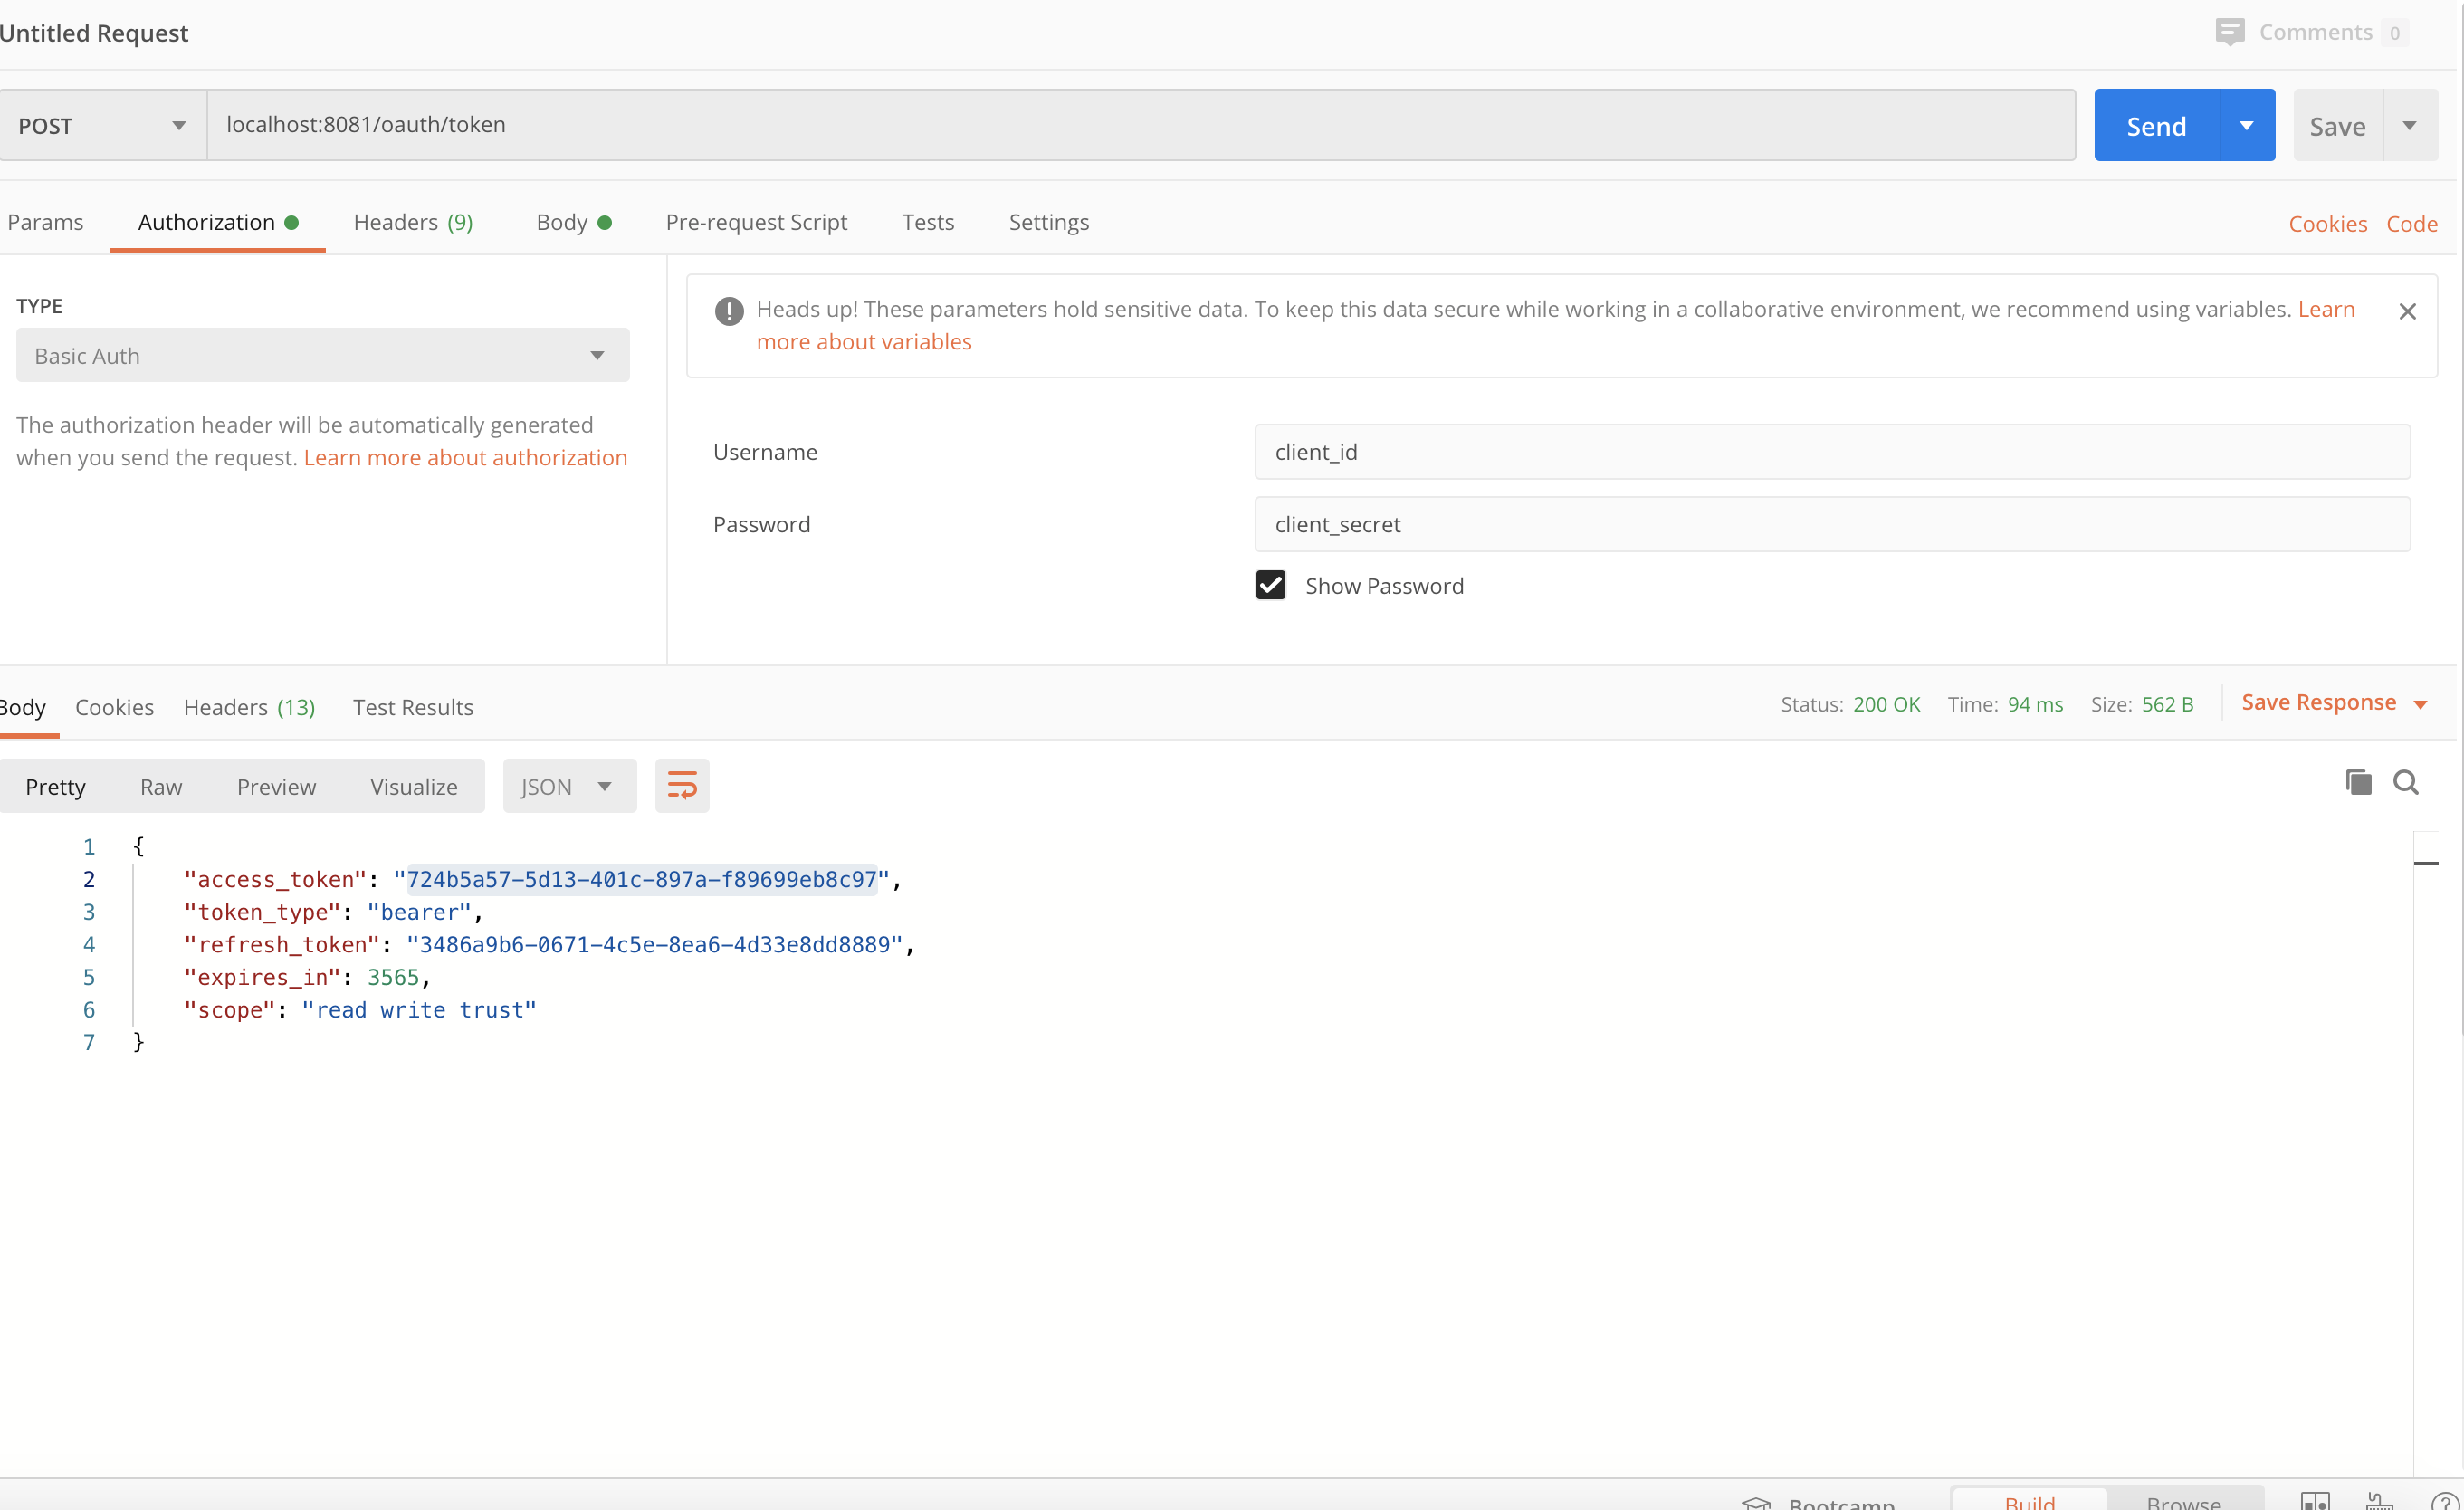 Untitled Request
Comments 0
POST
localhost:8081/oauth/token
Send
Save
Params
Authorization
Headers (9)
Body
Pre-request Script
Tests
Settings
Cookies
Code
TYPE
Basic Auth
The authorization header will be automatically generated
when you send the request. Learn more about authorization
Heads up! These parameters hold sensitive data. To keep this data secure while working in a collaborative environment, we recommend using variables. Learn
more about variables
Username
client_id
Password
client_secret
Show Password
Body
Cookies
Headers (13)
Test Results
Status: 200 OK
Time: 94 ms
Size: 562 B
Save Response
Pretty
Raw
Preview
Visualize
JSON
1 {
2 "access_token": "724b5a57-5d13-401c-897a-f89699eb8c97",
3 "token_type": "bearer",
4 "refresh_token": "3486a9b6-0671-4c5e-8ea6-4d33e8dd8889",
5 "expires_in": 3565,
6 "scope": "read write trust"
7 }
Bootcamp
Build
Browse